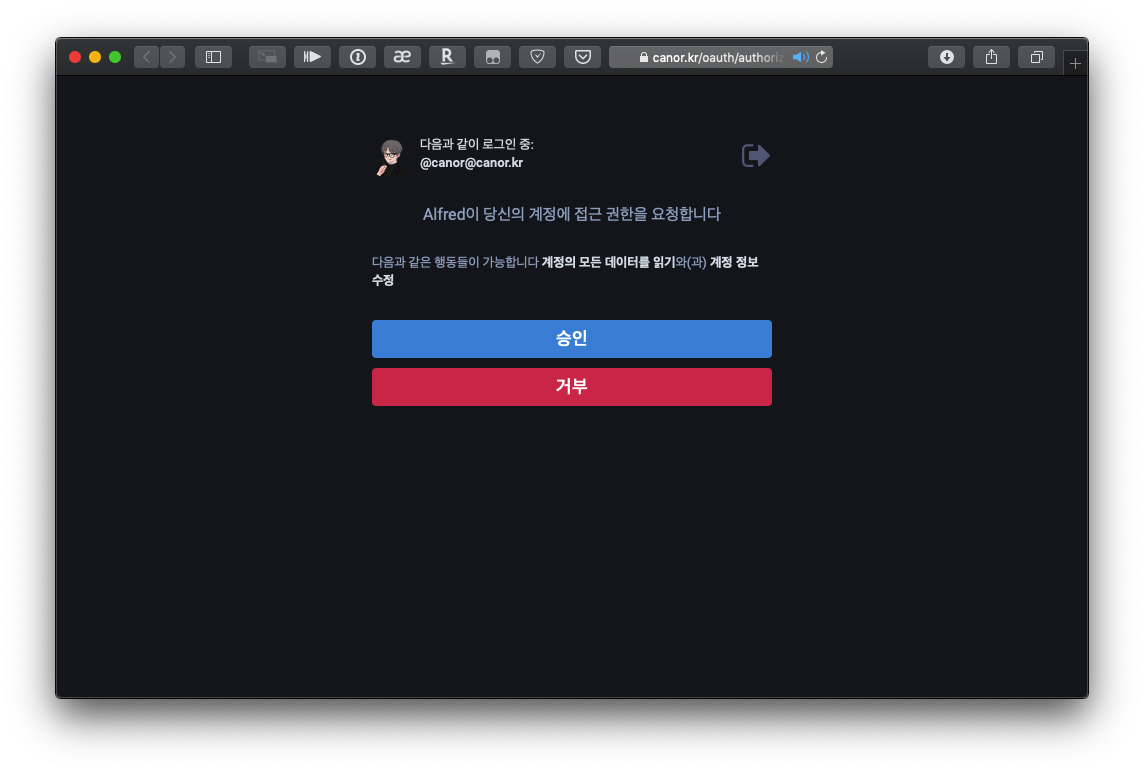 canor.kr/oauth/authoriz
다음과 같이 로그인 중:
@canor@canor.kr
Alfred이 당신의 계정에 접근 권한을 요청합니다
다음과 같은 행동들이 가능합니다 계정의 모든 데이터를 읽기와(과) 계정 정보
수정
승인
거부